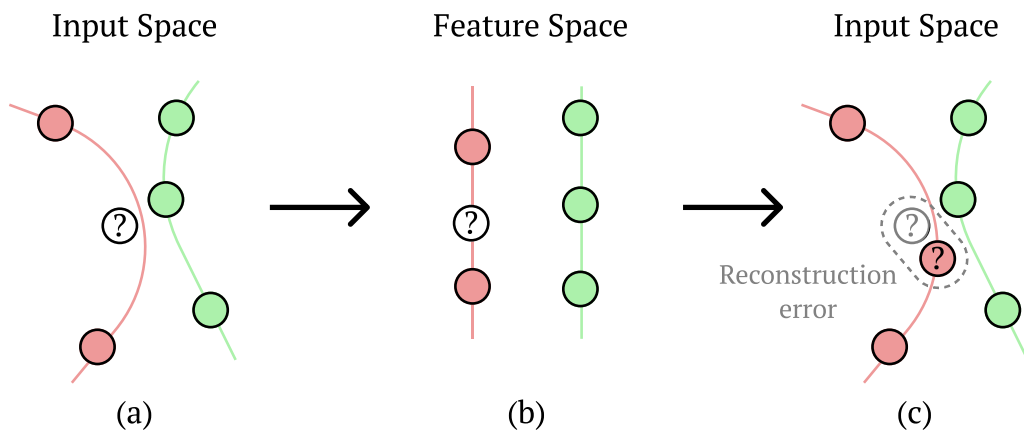 Input Space
Feature Space
Input Space
?
?
?
?
Reconstruction
error
(a)
(b)
(c)